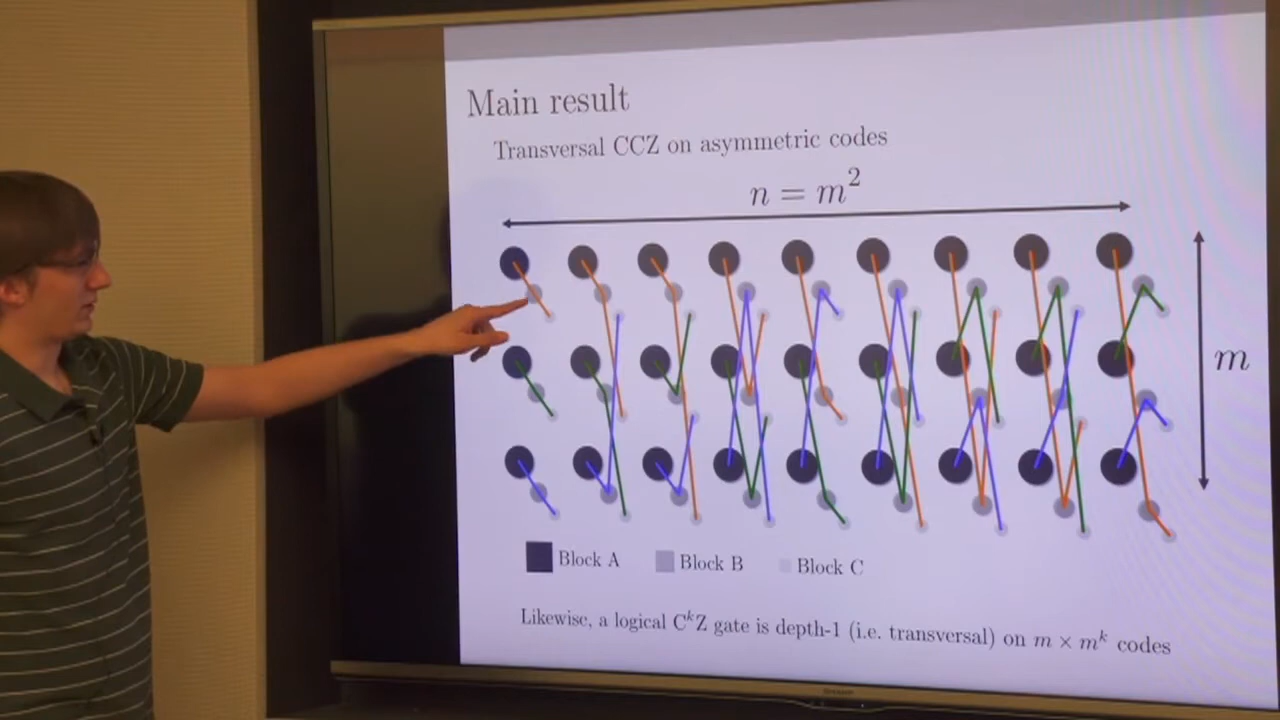 Main result
Transversal CCZ on asymmetric codes
n = m²
m
Block A Block B Block C
Likewise, a logical CᵏZ gate is depth-1 (i.e. transversal) on m × mᵏ codes